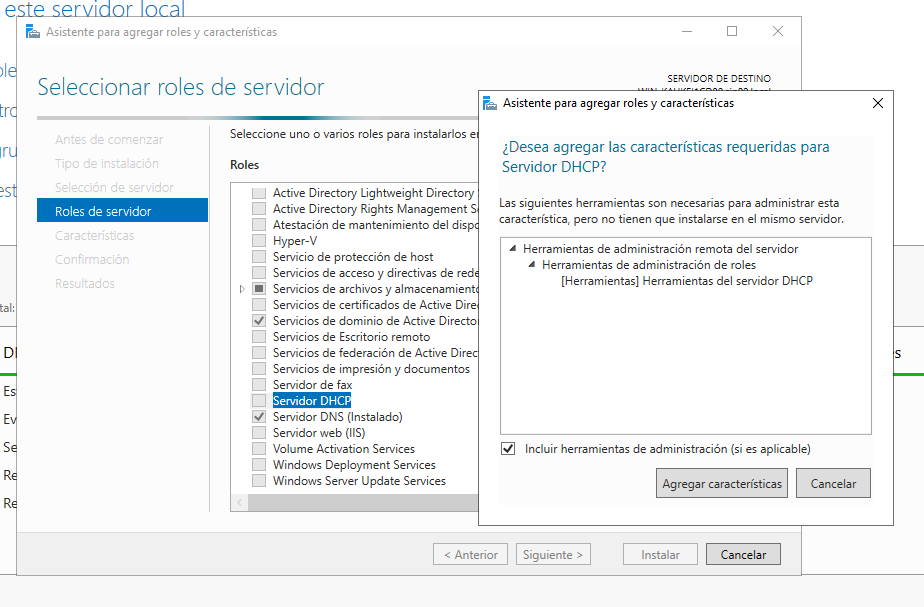 este servidor local
Asistente para agregar roles y características
Seleccionar roles de servidor
SERVIDOR DE DESTINO
Antes de comenzar
Tipo de instalación
Selección de servidor
Roles de servidor
Características
Confirmación
Resultados
Seleccione uno o varios roles para instalarlos
Roles
Active Directory Lightweight Directory
Active Directory Rights Management
Atestación de mantenimiento del
Hyper-V
Servicio de protección de host
Servicios de acceso y directivas de
Servicios de archivos y almacenamiento
Servicios de certificados de Active
Servicios de dominio de Active
Servicios de Escritorio remoto
Servicios de federación de Active
Servicios de impresión y documentos
Servidor de fax
Servidor DHCP
Servidor DNS (Instalado)
Servidor web (IIS)
Volume Activation Services
Windows Deployment Services
Windows Server Update Services
< Anterior
Siguiente >
Instalar
Cancelar
Asistente para agregar roles y características
¿Desea agregar las características requeridas para
Servidor DHCP?
Las siguientes herramientas son necesarias para administrar esta
característica, pero no tienen que instalarse en el mismo servidor.
Herramientas de administración remota del servidor
Herramientas de administración de roles
[Herramientas] Herramientas del servidor DHCP
Incluir herramientas de administración (si es aplicable)
Agregar características
Cancelar